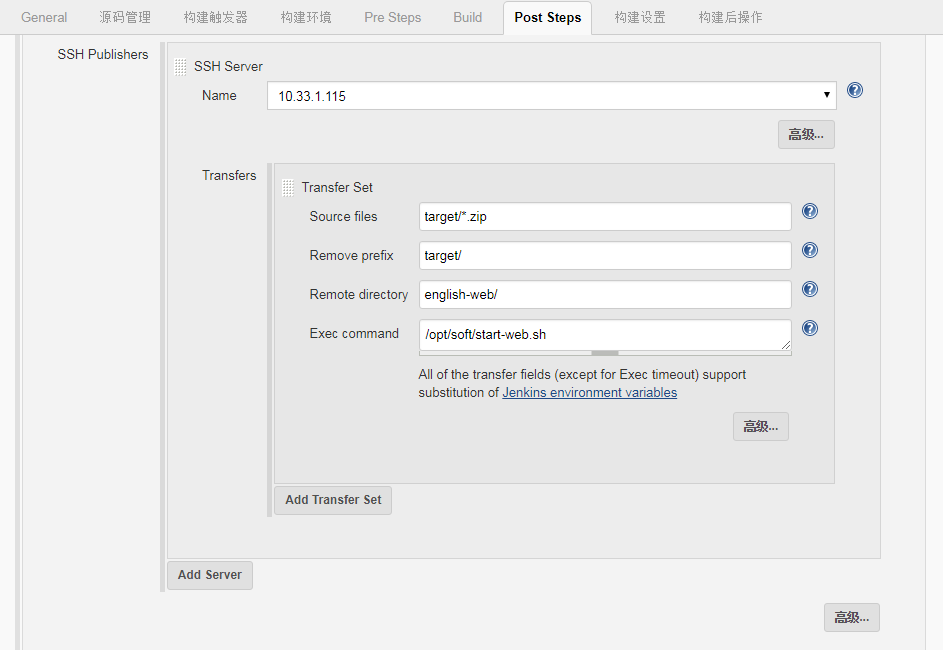 General 源码管理 构建触发器 构建环境 Pre Steps Build Post Steps 构建设置 构建后操作
SSH Publishers
SSH Server
Name 10.33.1.115
高级...
Transfers
Transfer Set
Source files target/*.zip
Remove prefix target/
Remote directory english-web/
Exec command /opt/soft/start-web.sh
All of the transfer fields (except for Exec timeout) support
substitution of Jenkins environment variables
高级...
Add Transfer Set
Add Server
高级...